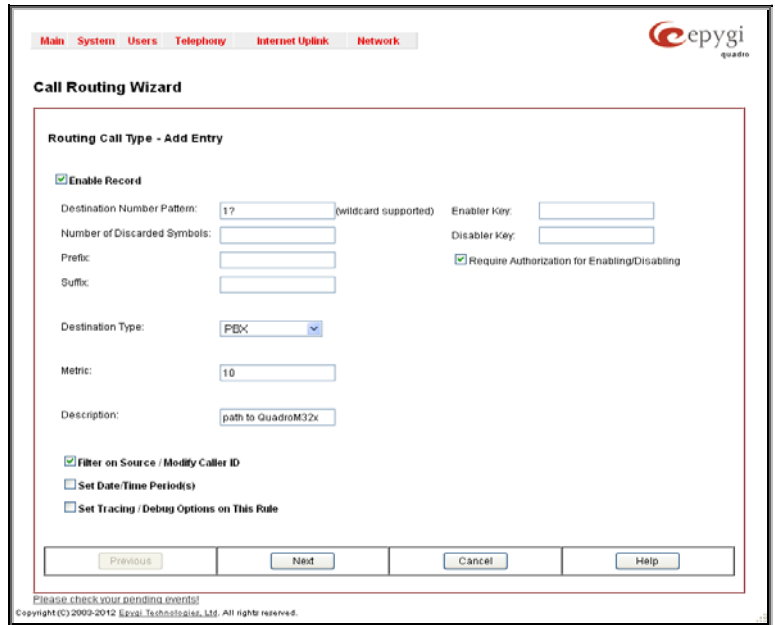 Main System Users Telephony Internet Uplink Network
epygi
quadro
Call Routing Wizard
Routing Call Type - Add Entry
Enable Record
Destination Number Pattern: 1? (wildcard supported) Enabler Key:
Number of Discarded Symbols: Disabler Key:
Prefix: Require Authorization for Enabling/Disabling
Suffix:
Destination Type: PBX
Metric: 10
Description: path to QuadroM32x
Filter on Source / Modify Caller ID
Set Date/Time Period(s)
Set Tracing / Debug Options on This Rule
Previous Next Cancel Help
Please check your pending events!
Copyright (C) 2003-2012 Epygi Technologies, Ltd. All rights reserved.